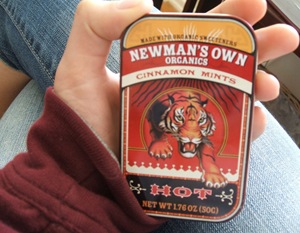 MADE WITH ORGANIC SWEETENERS
NEWMAN'S OWN
ORGANICS
CINNAMON MINTS
HOT
NET WT 1.76 OZ (50G)